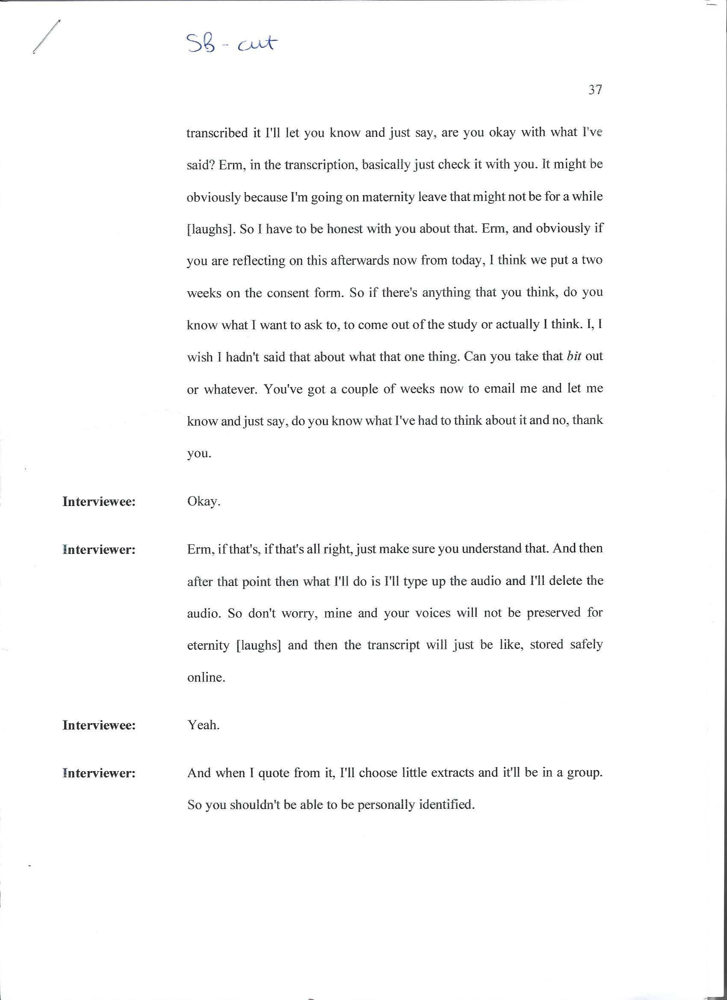 SB - cut
37
transcribed it I'll let you know and just say, are you okay with what I've
said? Erm, in the transcription, basically just check it with you. It might be
obviously because I'm going on maternity leave that might not be for a while
[laughs]. So I have to be honest with you about that. Erm, and obviously if
you are reflecting on this afterwards now from today, I think we put a two
weeks on the consent form. So if there's anything that you think, do you
know what I want to ask to, to come out of the study or actually I think. I, I
wish I hadn't said that about what that one thing. Can you take that bit out
or whatever. You've got a couple of weeks now to email me and let me
know and just say, do you know what I've had to think about it and no, thank
you.
Interviewee: Okay.
Interviewer: Erm, if that's, if that's all right, just make sure you understand that. And then
after that point then what I'll do is I'll type up the audio and I'll delete the
audio. So don't worry, mine and your voices will not be preserved for
eternity [laughs] and then the transcript will just be like, stored safely
online.
Interviewee: Yeah.
Interviewer: And when I quote from it, I'll choose little extracts and it'll be in a group.
So you shouldn't be able to be personally identified.